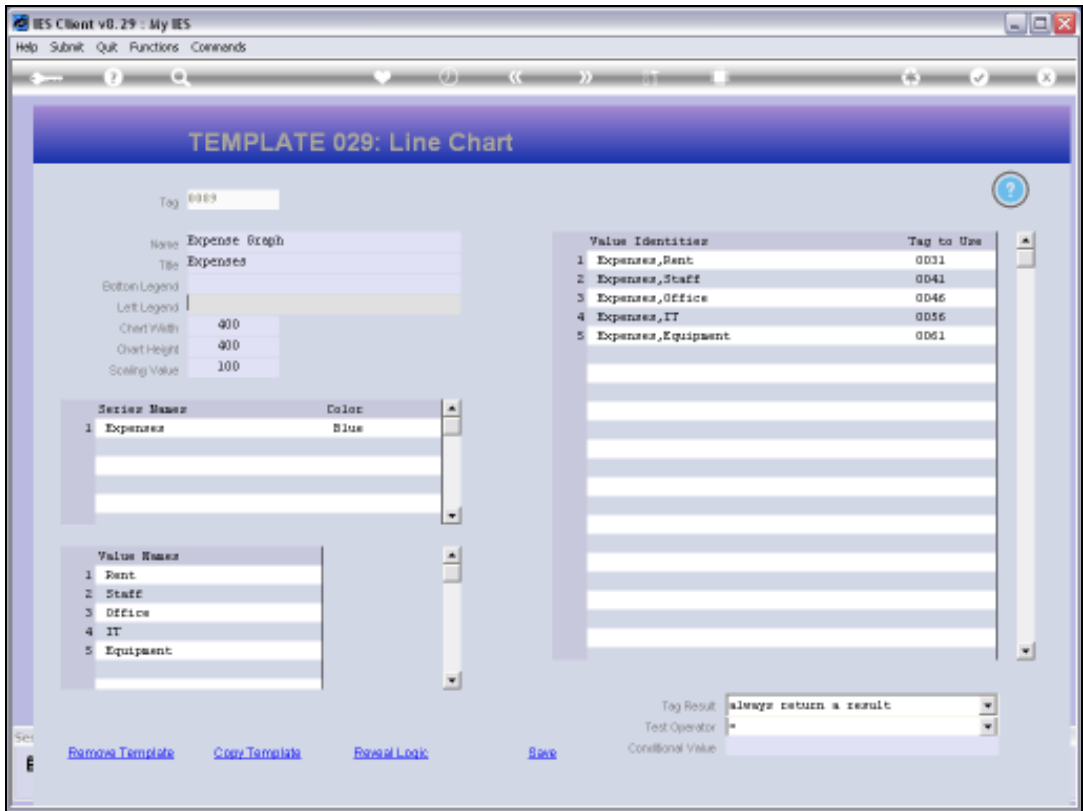 IES Client v8.29 : My IES
Help Submit Quit Functions Commands
TEMPLATE 029: Line Chart
Tag 0089
Name Expense Graph
Title Expenses
Bottom Legend
Left Legend
Chart Width 400
Chart Height 400
Scaling Value 100
Series Names Color
1 Expenses Blue
Value Names
1 Rent
2 Staff
3 Office
4 IT
5 Equipment
Value Identities Tag to Use
1 Expenses,Rent 0031
2 Expenses,Staff 0041
3 Expenses,Office 0046
4 Expenses,IT 0056
5 Expenses,Equipment 0061
Tag Result always return a result
Test Operator =
Conditional Value
Remove Template Copy Template Reveal Logic Save